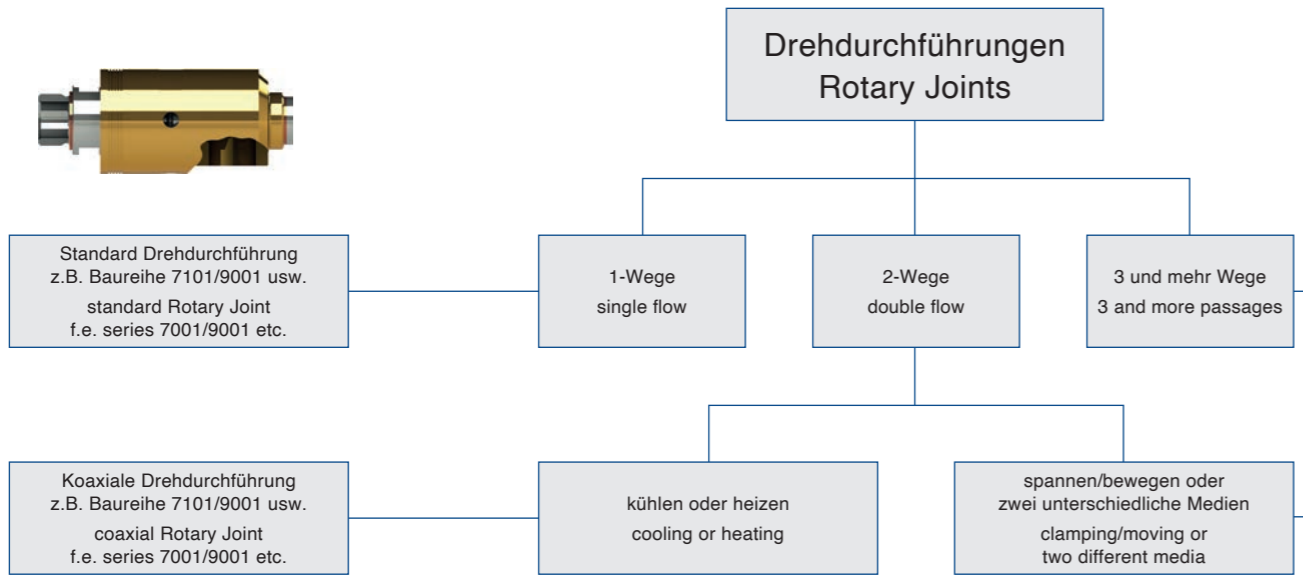 Drehdurchführungen
Rotary Joints
Standard Drehdurchführung
z.B. Baureihe 7101/9001 usw.
standard Rotary Joint
f.e. series 7001/9001 etc.
1-Wege
single flow
2-Wege
double flow
3 und mehr Wege
3 and more passages
Koaxiale Drehdurchführung
z.B. Baureihe 7101/9001 usw.
coaxial Rotary Joint
f.e. series 7001/9001 etc.
kühlen oder heizen
cooling or heating
spannen/bewegen oder
zwei unterschiedliche Medien
clamping/moving or
two different media